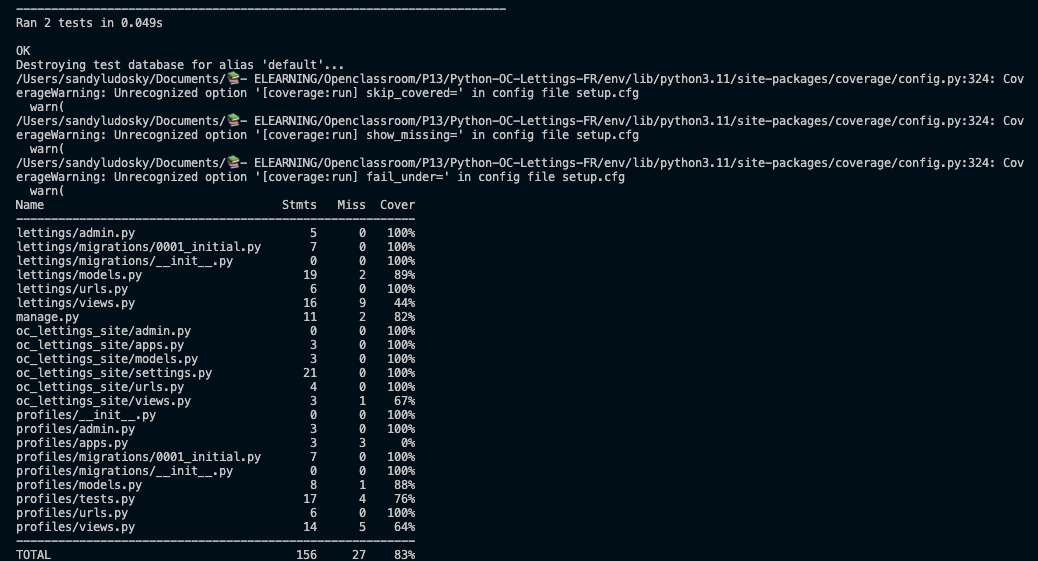 ----------------------------------------------------------------------
Ran 2 tests in 0.049s
OK
Destroying test database for alias 'default'...
/Users/sandyludosky/Documents/📚- ELEARNING/Openclassroom/P13/Python-OC-Lettings-FR/env/lib/python3.11/site-packages/coverage/config.py:324: Cov
erageWarning: Unrecognized option '[coverage:run] skip_covered=' in config file setup.cfg
  warn(
/Users/sandyludosky/Documents/📚- ELEARNING/Openclassroom/P13/Python-OC-Lettings-FR/env/lib/python3.11/site-packages/coverage/config.py:324: Cov
erageWarning: Unrecognized option '[coverage:run] show_missing=' in config file setup.cfg
  warn(
/Users/sandyludosky/Documents/📚- ELEARNING/Openclassroom/P13/Python-OC-Lettings-FR/env/lib/python3.11/site-packages/coverage/config.py:324: Cov
erageWarning: Unrecognized option '[coverage:run] fail_under=' in config file setup.cfg
  warn(
Name                                  Stmts   Miss  Cover
---------------------------------------------------------
lettings/admin.py                         5      0   100%
lettings/migrations/0001_initial.py       7      0   100%
lettings/migrations/__init__.py           0      0   100%
lettings/models.py                       19      2    89%
lettings/urls.py                          6      0   100%
lettings/views.py                        16      9    44%
manage.py                                11      2    82%
oc_lettings_site/admin.py                 0      0   100%
oc_lettings_site/apps.py                  3      0   100%
oc_lettings_site/models.py                3      0   100%
oc_lettings_site/settings.py             21      0   100%
oc_lettings_site/urls.py                  4      0   100%
oc_lettings_site/views.py                 3      1    67%
profiles/__init__.py                      0      0   100%
profiles/admin.py                         3      0   100%
profiles/apps.py                          3      3     0%
profiles/migrations/0001_initial.py       7      0   100%
profiles/migrations/__init__.py           0      0   100%
profiles/models.py                        8      1    88%
profiles/tests.py                        17      4    76%
profiles/urls.py                          6      0   100%
profiles/views.py                        14      5    64%
---------------------------------------------------------
TOTAL                                   156     27    83%